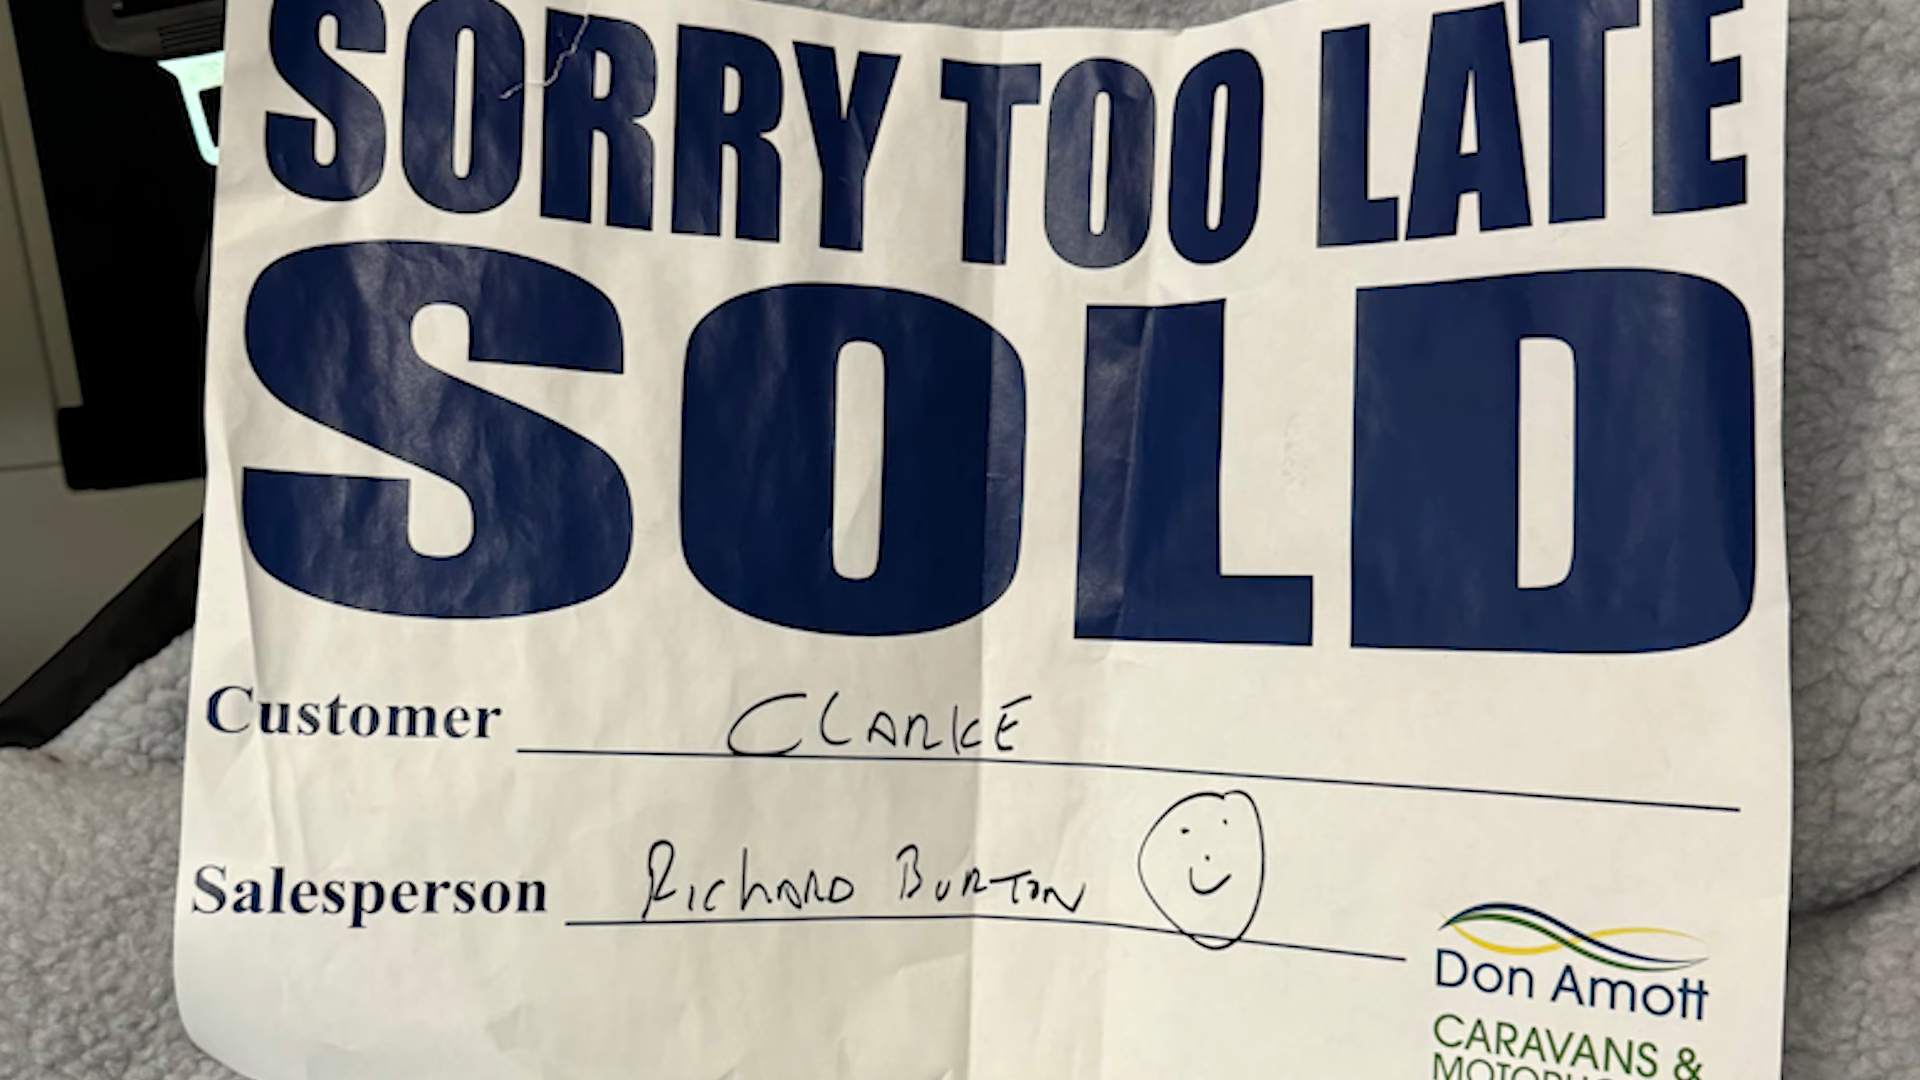 SORRY TOO LATE
SOLD
Customer CLARKE
Salesperson RICHARD BURTON
Don Amott
CARAVANS &